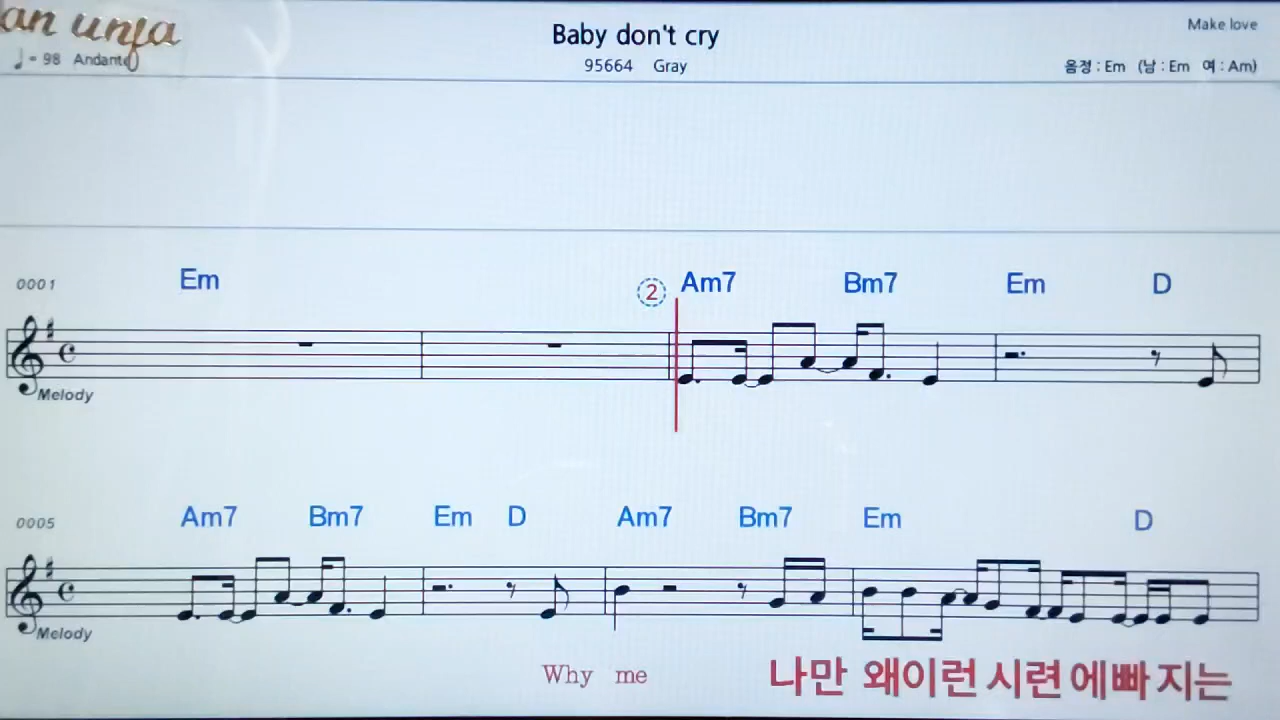 an unja
Baby don't cry
Make love
♩ = 98 Andante
95664 Gray
음정 : Em (남 : Em 여 : Am)
0001 Em ② Am7 Bm7 Em D
Melody
0005 Am7 Bm7 Em D Am7 Bm7 Em D
Melody
Why me 나만 왜이런 시련 에빠 지는